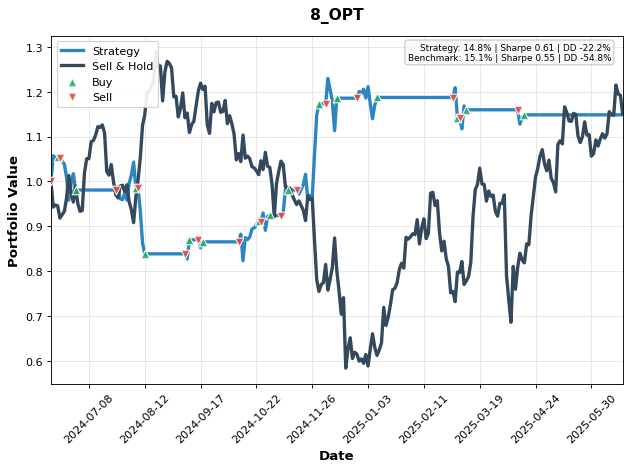 8_OPT
Strategy: 14.8% | Sharpe 0.61 | DD -22.2%
Benchmark: 15.1% | Sharpe 0.55 | DD -54.8%
Strategy
Sell & Hold
Buy
Sell
Portfolio Value
1.3
1.2
1.1
1.0
0.9
0.8
0.7
0.6
2024-07-08
2024-08-12
2024-09-17
2024-10-22
2024-11-26
2025-01-03
2025-02-11
2025-03-19
2025-04-24
2025-05-30
Date